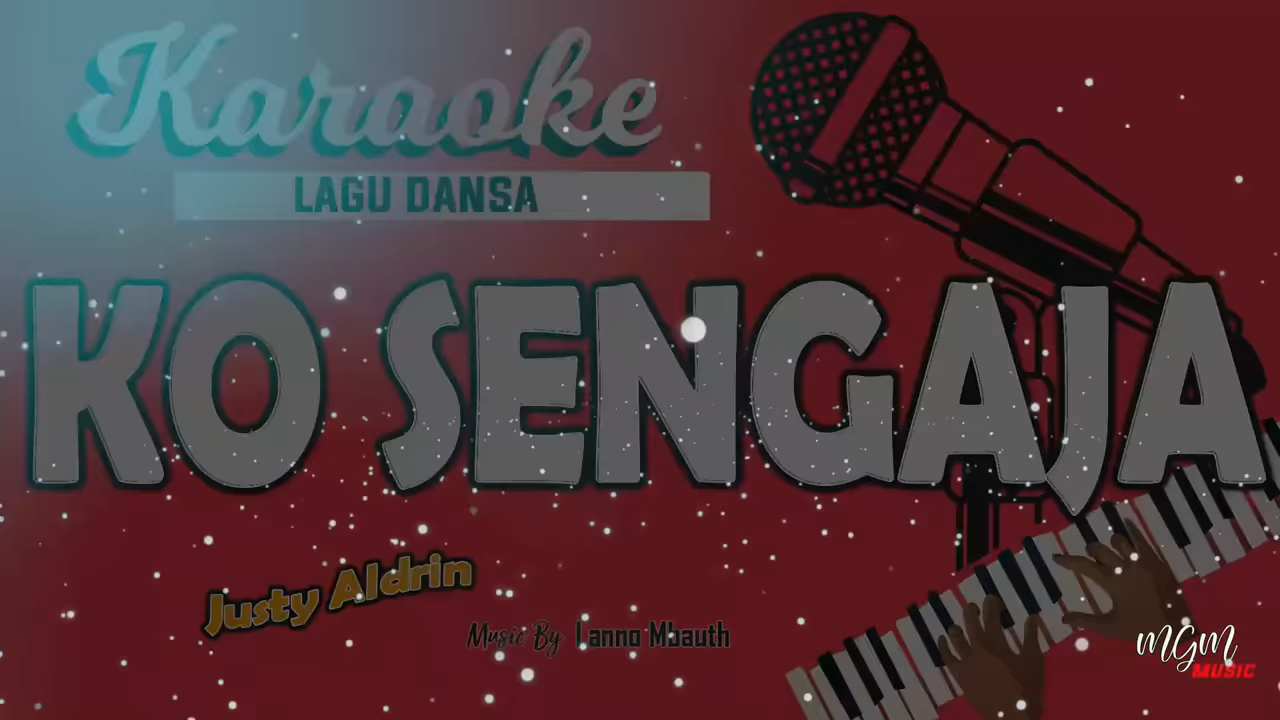 Karaoke
LAGU DANSA
KO SENGAJA
Justy Aldrin
Music By Lanno Mbauth
MGM
MUSIC